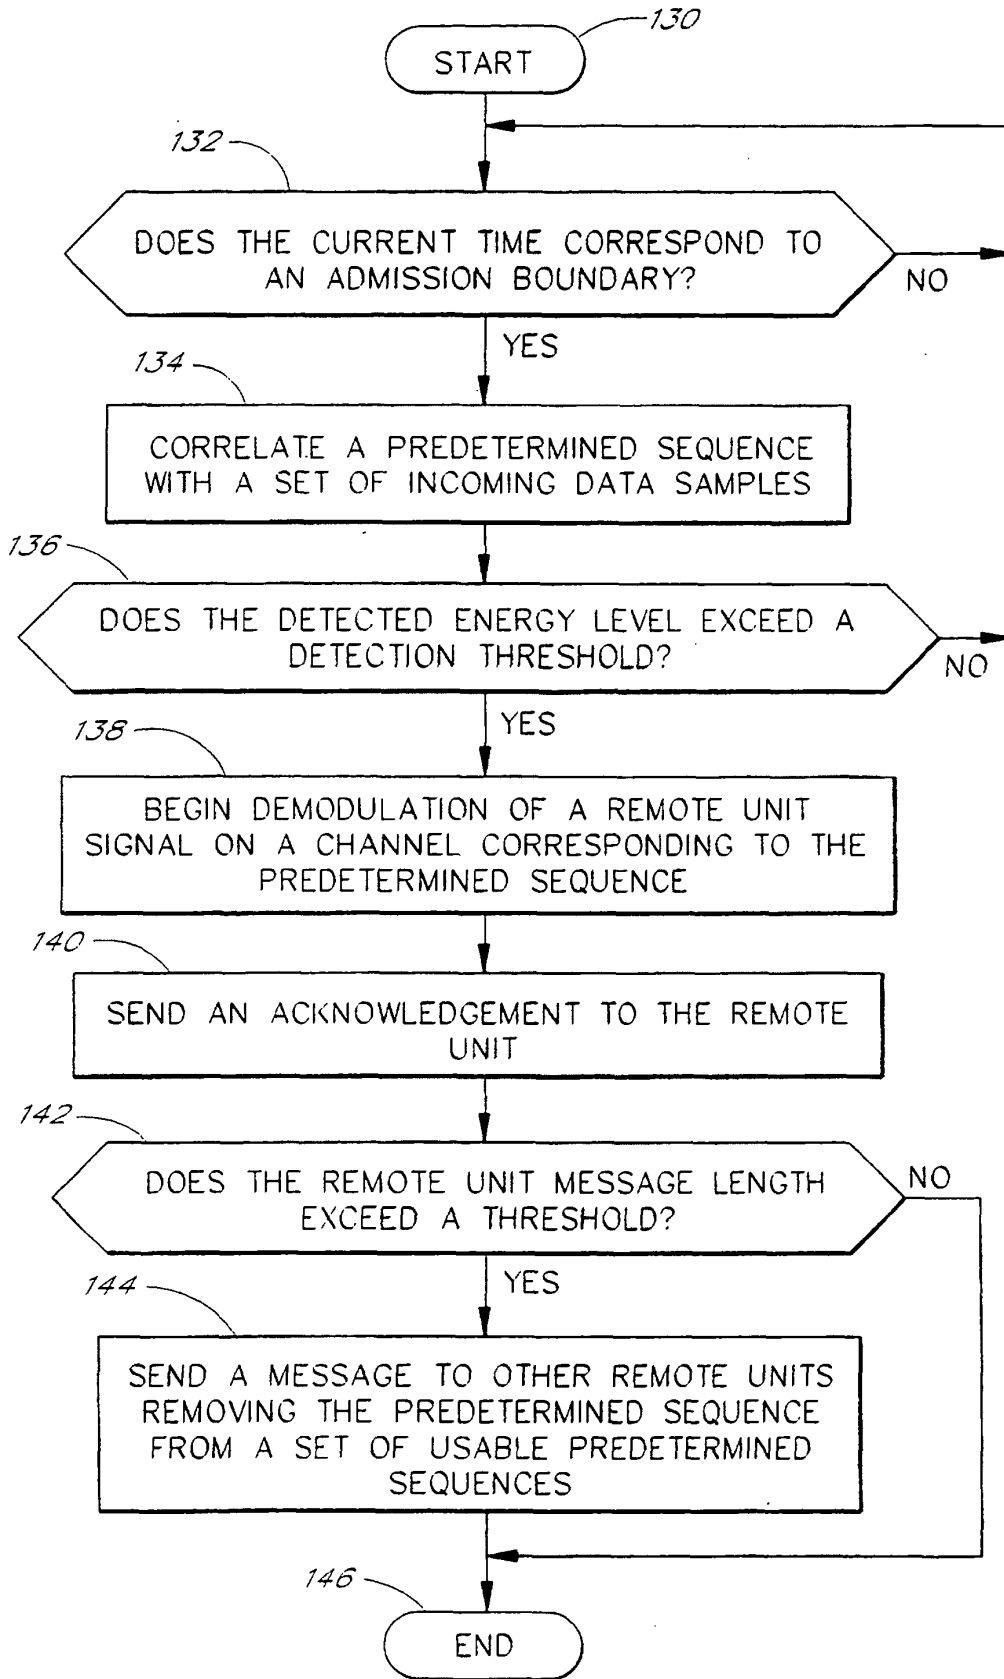 130
START
132
DOES THE CURRENT TIME CORRESPOND TO
AN ADMISSION BOUNDARY?
NO
YES
134
CORRELATE A PREDETERMINED SEQUENCE
WITH A SET OF INCOMING DATA SAMPLES
136
DOES THE DETECTED ENERGY LEVEL EXCEED A
DETECTION THRESHOLD?
NO
YES
138
BEGIN DEMODULATION OF A REMOTE UNIT
SIGNAL ON A CHANNEL CORRESPONDING TO THE
PREDETERMINED SEQUENCE
140
SEND AN ACKNOWLEDGEMENT TO THE REMOTE
UNIT
142
DOES THE REMOTE UNIT MESSAGE LENGTH
EXCEED A THRESHOLD?
NO
YES
144
SEND A MESSAGE TO OTHER REMOTE UNITS
REMOVING THE PREDETERMINED SEQUENCE
FROM A SET OF USABLE PREDETERMINED
SEQUENCES
146
END